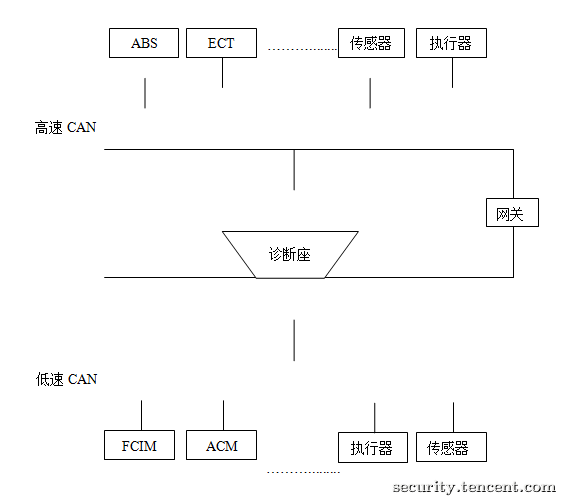 ABS ECT ................ 传感器 执行器
高速 CAN
网关
诊断座
低速 CAN
FCIM ACM ................ 执行器 传感器
security.tencent.com